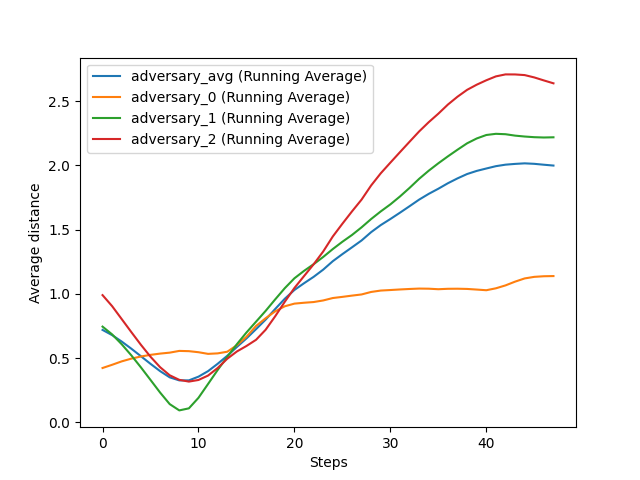 adversary_avg (Running Average)
adversary_0 (Running Average)
adversary_1 (Running Average)
adversary_2 (Running Average)
2.5
2.0
1.5
1.0
0.5
0.0
Average distance
0 10 20 30 40
Steps